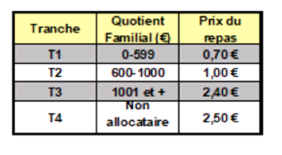 Tranche Quotient Familial (€) Prix du repas
T1 0-599 0,70 €
T2 600-1000 1,00 €
T3 1001 et + 2,40 €
T4 Non allocataire 2,50 €